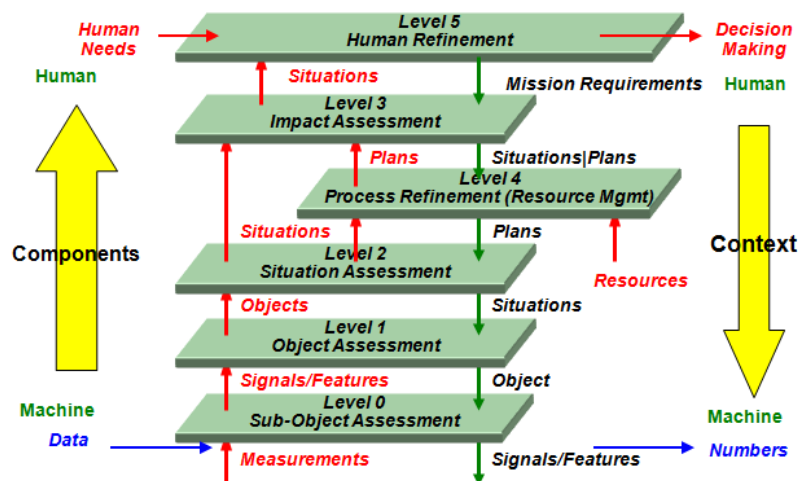 Level 5
Human Refinement
Human
Needs
Decision
Making
Situations
Mission Requirements
Human
Human
Level 3
Impact Assessment
Plans
Situations|Plans
Level 4
Process Refinement (Resource Mgmt)
Situations
Plans
Components
Context
Level 2
Situation Assessment
Resources
Objects
Situations
Level 1
Object Assessment
Signals/Features
Object
Machine
Level 0
Sub-Object Assessment
Machine
Data
Numbers
Measurements
Signals/Features